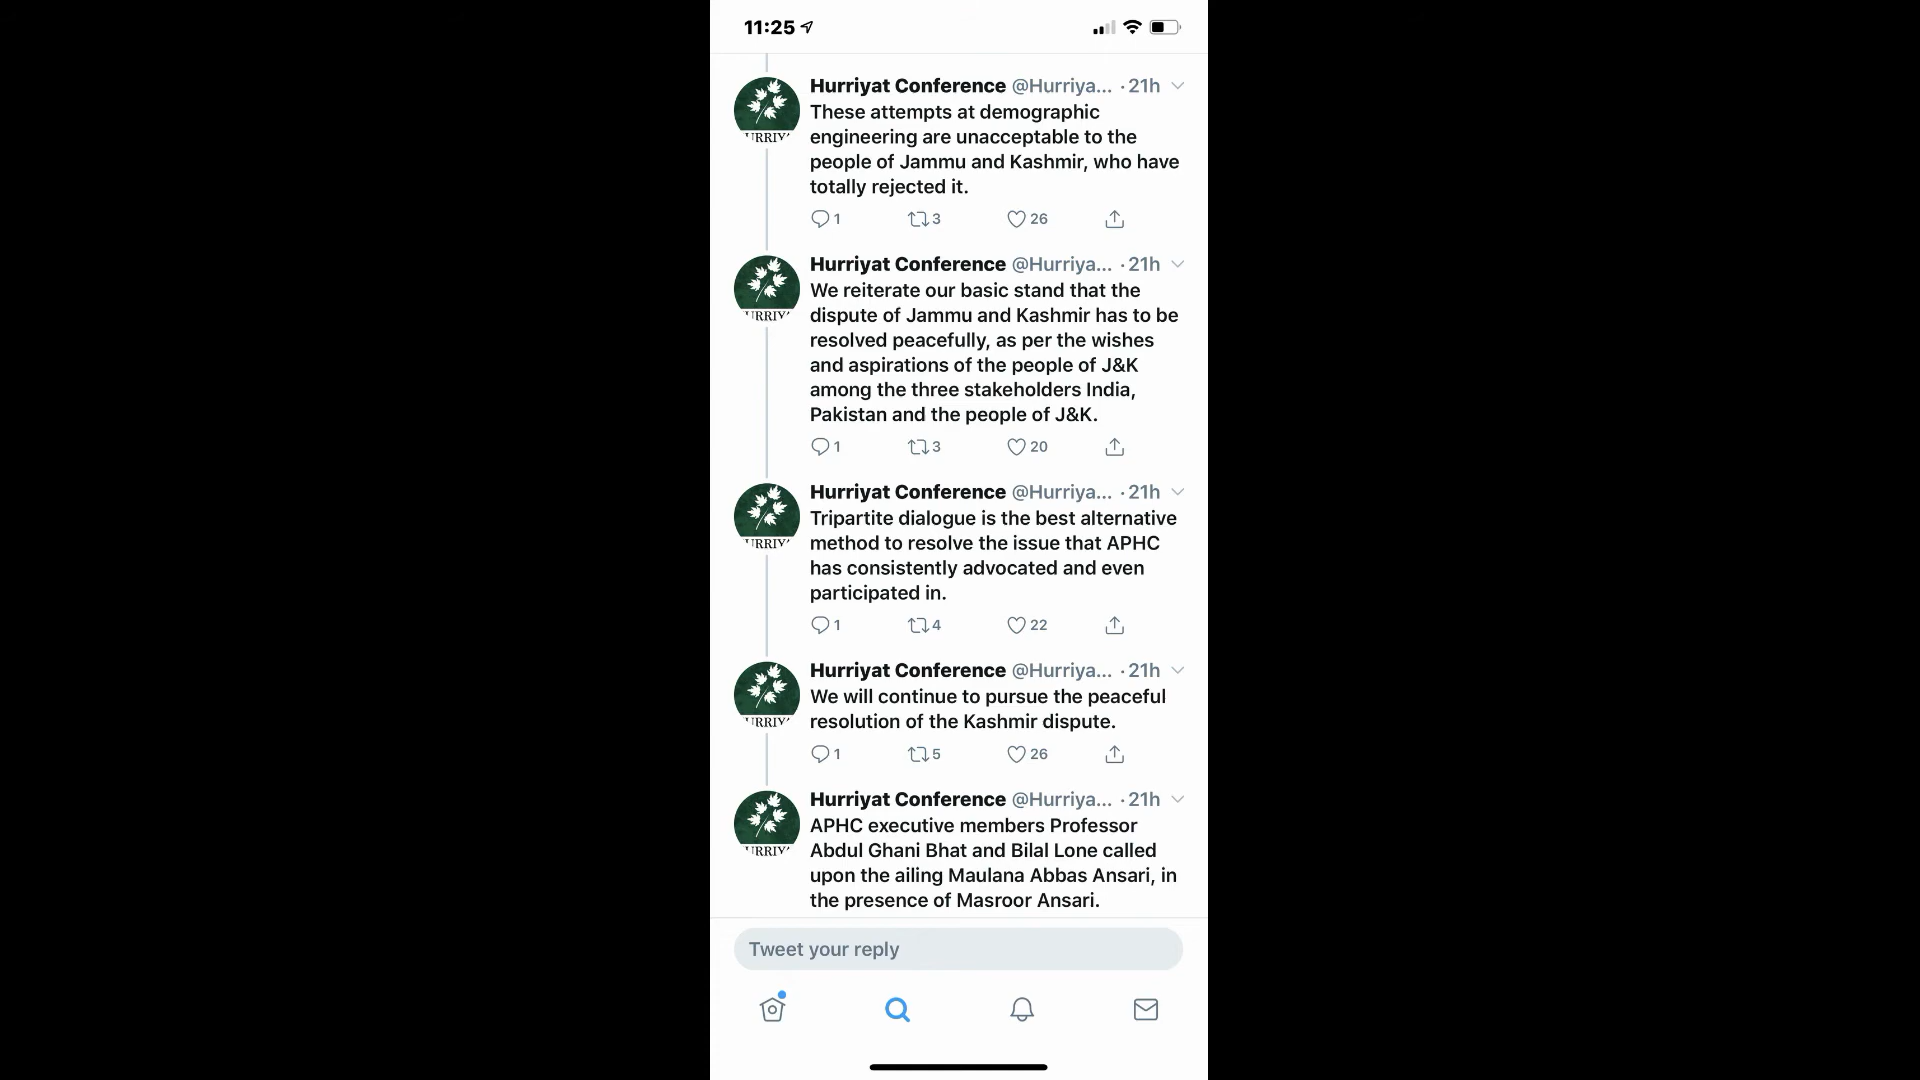 11:25
Hurriyat Conference @Hurriya... · 21h
These attempts at demographic
engineering are unacceptable to the
people of Jammu and Kashmir, who have
totally rejected it.
1 3 26
URRIY
Hurriyat Conference @Hurriya... · 21h
We reiterate our basic stand that the
dispute of Jammu and Kashmir has to be
resolved peacefully, as per the wishes
and aspirations of the people of J&K
among the three stakeholders India,
Pakistan and the people of J&K.
1 3 20
URRIY
Hurriyat Conference @Hurriya... · 21h
Tripartite dialogue is the best alternative
method to resolve the issue that APHC
has consistently advocated and even
participated in.
1 4 22
URRIY
Hurriyat Conference @Hurriya... · 21h
We will continue to pursue the peaceful
resolution of the Kashmir dispute.
1 5 26
URRIY
Hurriyat Conference @Hurriya... · 21h
APHC executive members Professor
Abdul Ghani Bhat and Bilal Lone called
upon the ailing Maulana Abbas Ansari, in
the presence of Masroor Ansari.
URRIY
Tweet your reply